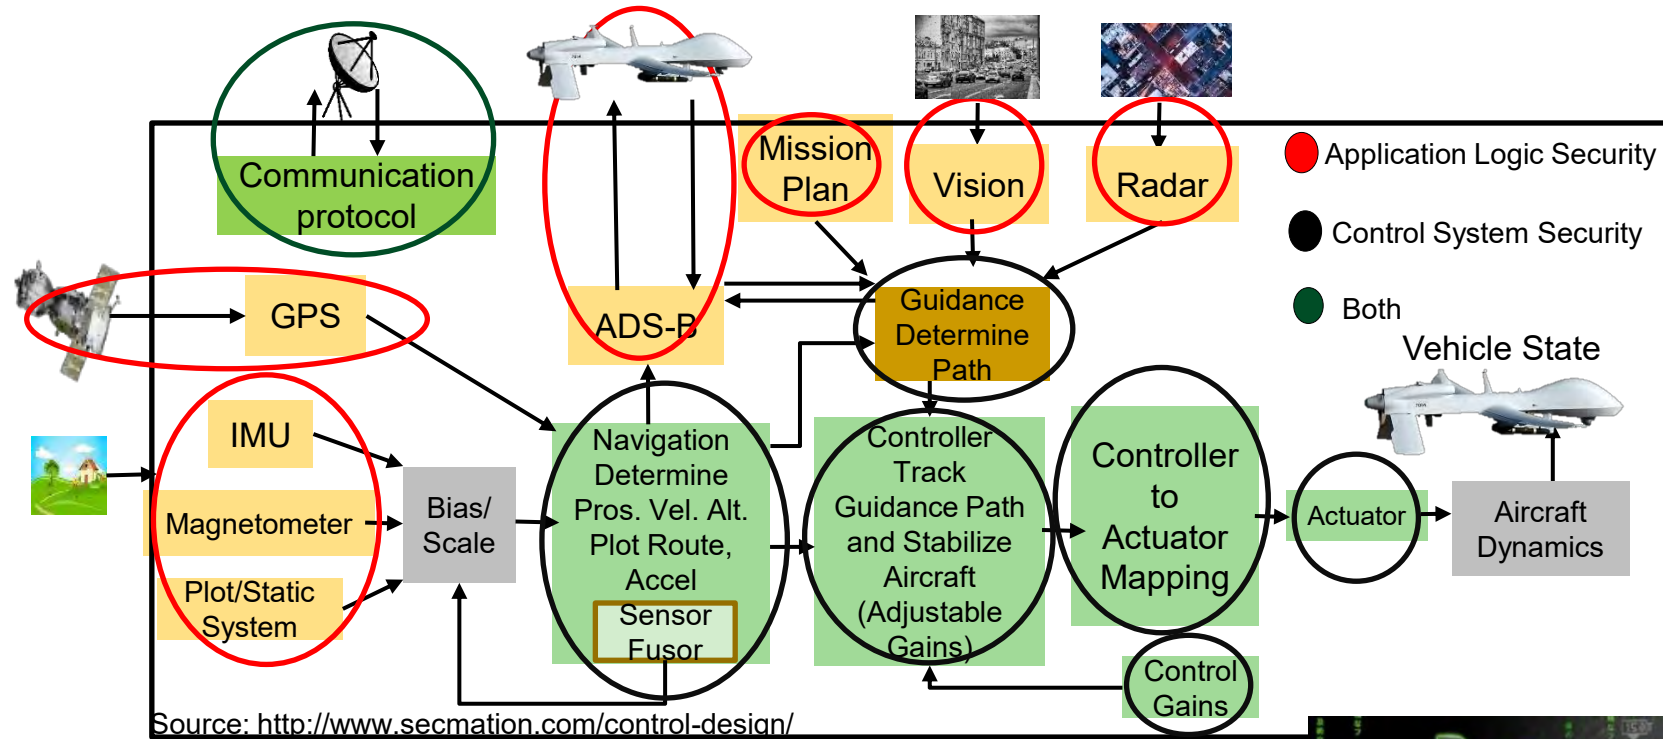 Communication
protocol
Mission
Plan
Vision
Radar
Application Logic Security
Control System Security
Both
GPS
ADS-B
Guidance
Determine
Path
Vehicle State
IMU
Magnetometer
Plot/Static
System
Bias/
Scale
Navigation
Determine
Pros. Vel. Alt.
Plot Route,
Accel
Sensor
Fusor
Controller
Track
Guidance Path
and Stabilize
Aircraft
(Adjustable
Gains)
Controller
to
Actuator
Mapping
Actuator
Aircraft
Dynamics
Control
Gains
Source: http://www.secmation.com/control-design/